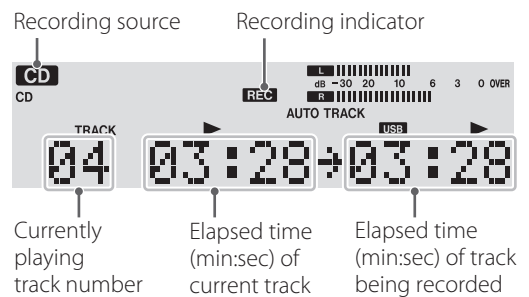 Recording source
Recording indicator
CD
CD
REC
L
dB -30 20 10 6 3 0 OVER
R
AUTO TRACK
TRACK
USB
04 03:28 → 03:28
Currently
playing
track number
Elapsed time
(min:sec) of
current track
Elapsed time
(min:sec) of track
being recorded